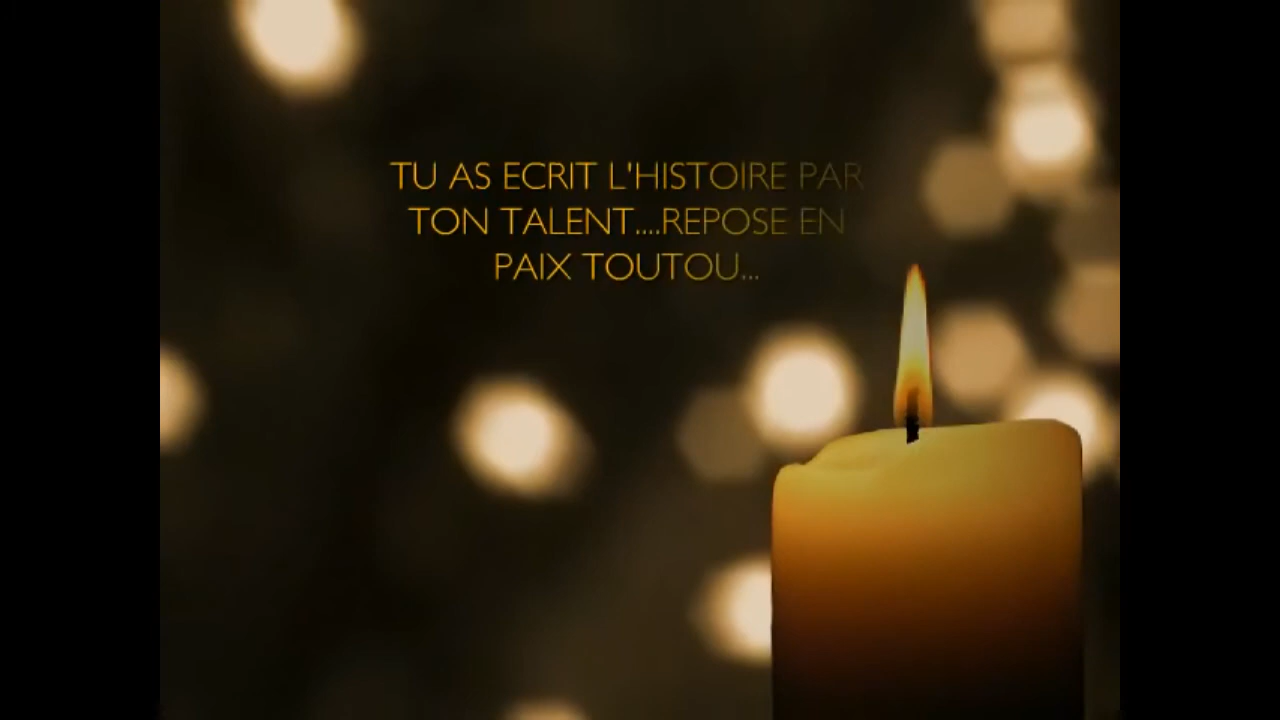 TU AS ECRIT L'HISTOIRE PAR
TON TALENT....REPOSE EN
PAIX TOUTOU...